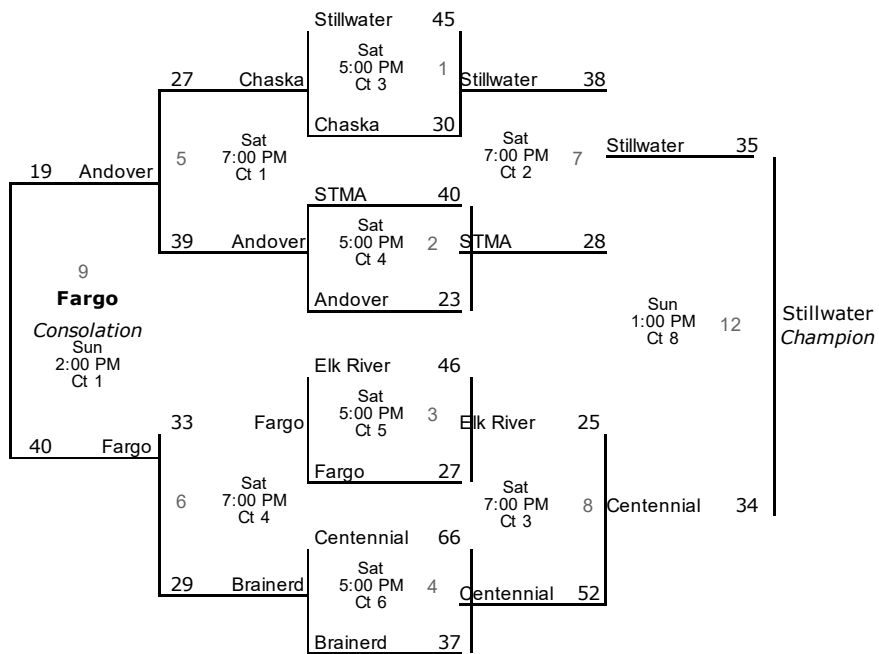 Stillwater 45
Sat
5:00 PM
Ct 3
1
27 Chaska
Stillwater 38
Chaska 30
Sat
7:00 PM
Ct 1
5
Sat
7:00 PM
Ct 2
7
Stillwater 35
19 Andover
STMA 40
Sat
5:00 PM
Ct 4
2
39 Andover
STMA 28
9
Fargo
Consolation
Sun
2:00 PM
Ct 1
Andover 23
Sun
1:00 PM
Ct 8
12
Stillwater
Champion
Elk River 46
Sat
5:00 PM
Ct 5
3
33 Fargo
Elk River 25
40 Fargo
Fargo 27
6
Sat
7:00 PM
Ct 4
Sat
7:00 PM
Ct 3
8
Centennial 34
Centennial 66
Sat
5:00 PM
Ct 6
4
29 Brainerd
Centennial 52
Brainerd 37